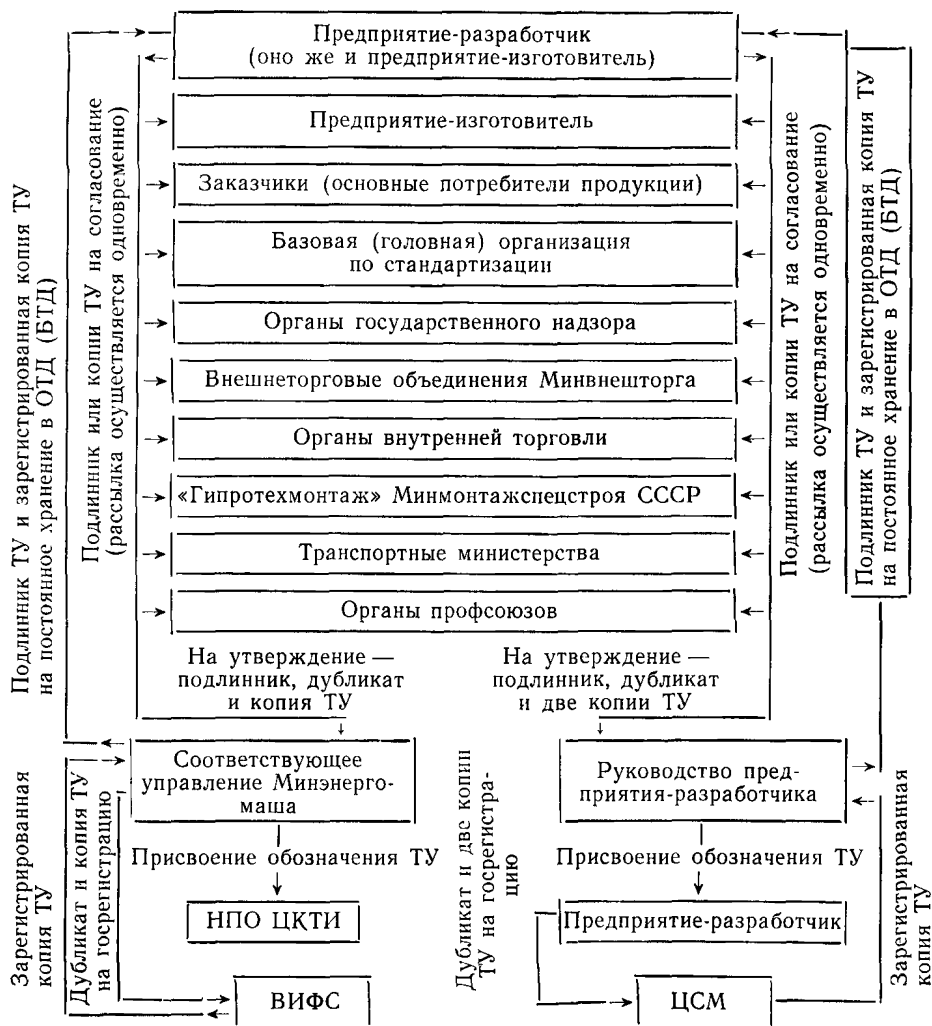 Предприятие-разработчик
(оно же и предприятие-изготовитель)
Предприятие-изготовитель
Заказчики (основные потребители продукции)
Базовая (головная) организация
по стандартизации
Органы государственного надзора
Внешнеторговые объединения Минвнешторга
Органы внутренней торговли
«Гипротехмонтаж» Минмонтажспецстроя СССР
Транспортные министерства
Органы профсоюзов
Подлинник ТУ и зарегистрированная копия ТУ
на постоянное хранение в ОТД (БТД)
Подлинник или копии ТУ на согласование
(рассылка осуществляется одновременно)
Подлинник или копии ТУ на согласование
(рассылка осуществляется одновременно)
Подлинник ТУ и зарегистрированная копия ТУ
на постоянное хранение в ОТД (БТД)
На утверждение —
подлинник, дубликат
и копия ТУ
На утверждение —
подлинник, дубликат
и две копии ТУ
Соответствующее
управление Минэнерго-
маша
Руководство пред-
приятия-разработчика
Присвоение обозначения ТУ
Присвоение обозначения ТУ
НПО ЦКТИ
Предприятие-разработчик
ВИФС
ЦСМ
Зарегистрированная
копия ТУ
Дубликат и копия ТУ
на госрегистрацию
Дубликат и две копии
ТУ на госрегистра-
цию
Зарегистрированная
копия ТУ